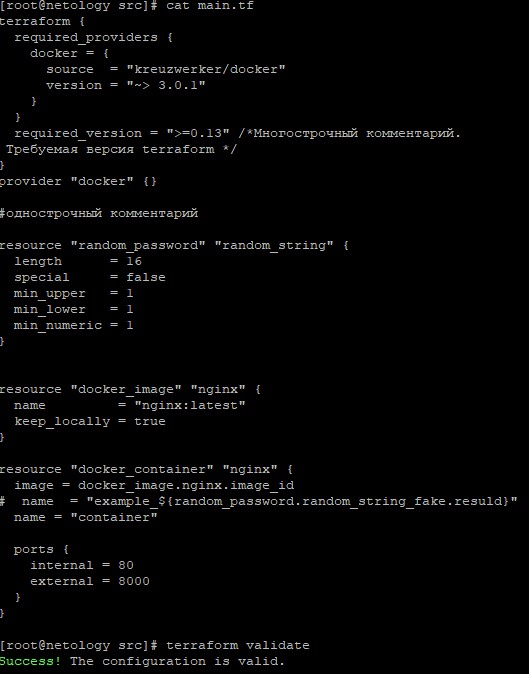 [root@netology src]# cat main.tf
terraform {
  required_providers {
    docker = {
      source  = "kreuzwerker/docker"
      version = "~> 3.0.1"
    }
  }
  required_version = ">=0.13" /*Многострочный комментарий.
 Требуемая версия terraform */
}
provider "docker" {}

#однострочный комментарий

resource "random_password" "random_string" {
  length      = 16
  special     = false
  min_upper   = 1
  min_lower   = 1
  min_numeric = 1
}


resource "docker_image" "nginx" {
  name         = "nginx:latest"
  keep_locally = true
}

resource "docker_container" "nginx" {
  image = docker_image.nginx.image_id
#  name  = "example_${random_password.random_string_fake.resuld}"
  name = "container"

  ports {
    internal = 80
    external = 8000
  }
}

[root@netology src]# terraform validate
Success! The configuration is valid.